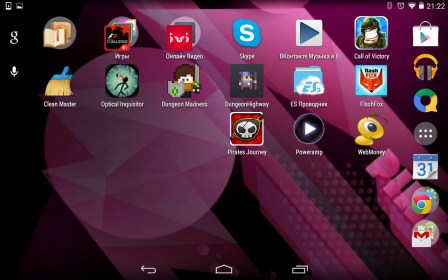 21:22
Игры
Онлайн Видео
Skype
ВКонтакте Музыка и В
Call of Victory
Clean Master
Optical Inquisitor
Dungeon Madness
DungeonHighway
ES Проводник
FlashFox
Pirates Journey
Poweramp
WebMoney
31